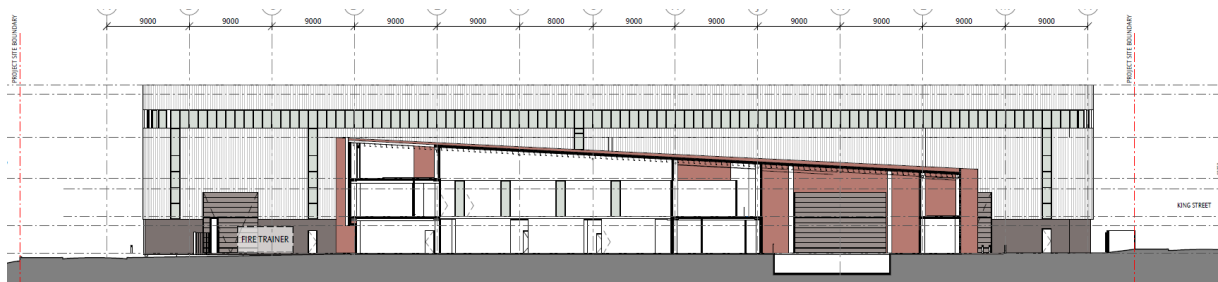 9000 9000 9000 9000 9000 8000 9000 9000 9000 9000 9000 9000
PROJECT SITE BOUNDARY
PROJECT SITE BOUNDARY
KING STREET
FIRE TRAINER